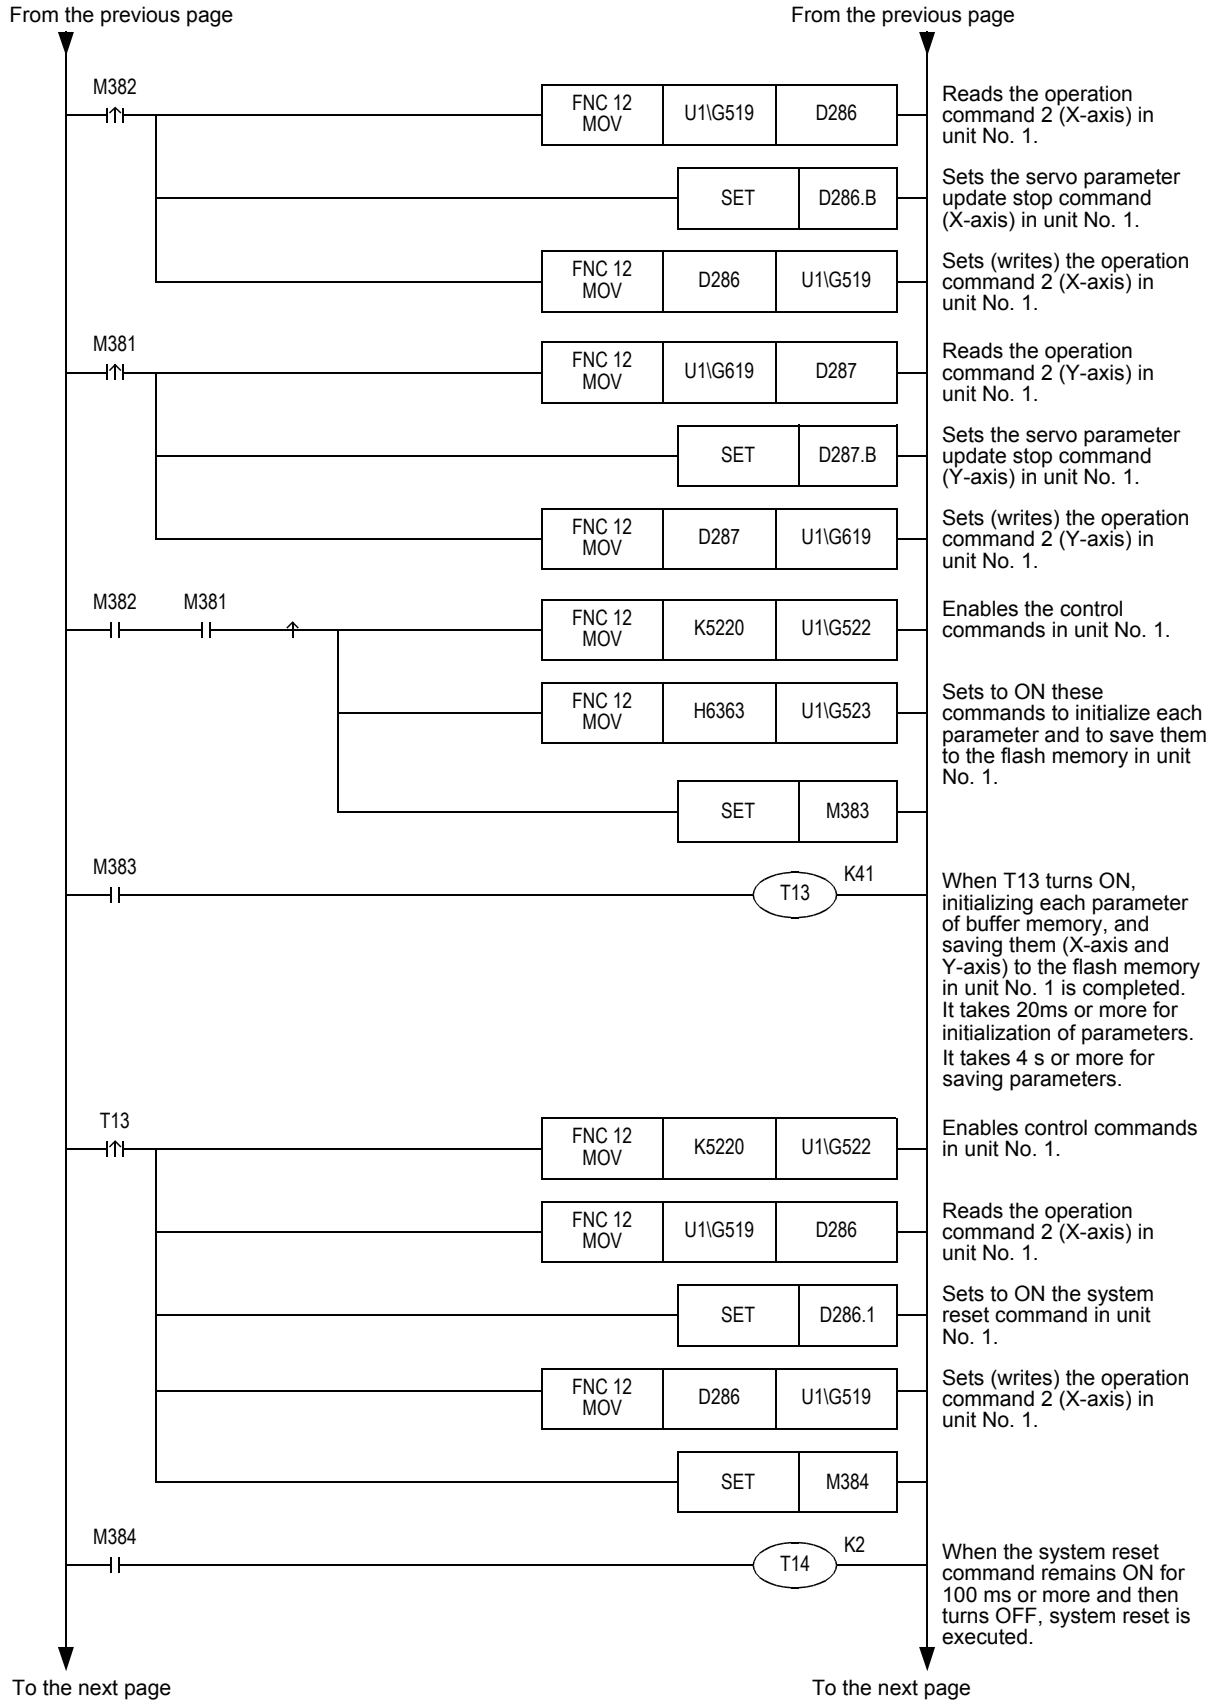 From the previous page
From the previous page
M382
FNC 12
MOV
U1\G519
D286
Reads the operation
command 2 (X-axis) in
unit No. 1.
SET
D286.B
Sets the servo parameter
update stop command
(X-axis) in unit No. 1.
FNC 12
MOV
D286
U1\G519
Sets (writes) the operation
command 2 (X-axis) in
unit No. 1.
M381
FNC 12
MOV
U1\G619
D287
Reads the operation
command 2 (Y-axis) in
unit No. 1.
SET
D287.B
Sets the servo parameter
update stop command
(Y-axis) in unit No. 1.
FNC 12
MOV
D287
U1\G619
Sets (writes) the operation
command 2 (Y-axis) in
unit No. 1.
M382
M381
FNC 12
MOV
K5220
U1\G522
Enables the control
commands in unit No. 1.
FNC 12
MOV
H6363
U1\G523
Sets to ON these
commands to initialize each
parameter and to save them
to the flash memory in unit
No. 1.
SET
M383
M383
T13
K41
When T13 turns ON,
initializing each parameter
of buffer memory, and
saving them (X-axis and
Y-axis) to the flash memory
in unit No. 1 is completed.
It takes 20ms or more for
initialization of parameters.
It takes 4 s or more for
saving parameters.
T13
FNC 12
MOV
K5220
U1\G522
Enables control commands
in unit No. 1.
FNC 12
MOV
U1\G519
D286
Reads the operation
command 2 (X-axis) in
unit No. 1.
SET
D286.1
Sets to ON the system
reset command in unit
No. 1.
FNC 12
MOV
D286
U1\G519
Sets (writes) the operation
command 2 (X-axis) in
unit No. 1.
SET
M384
M384
T14
K2
When the system reset
command remains ON for
100 ms or more and then
turns OFF, system reset is
executed.
To the next page
To the next page